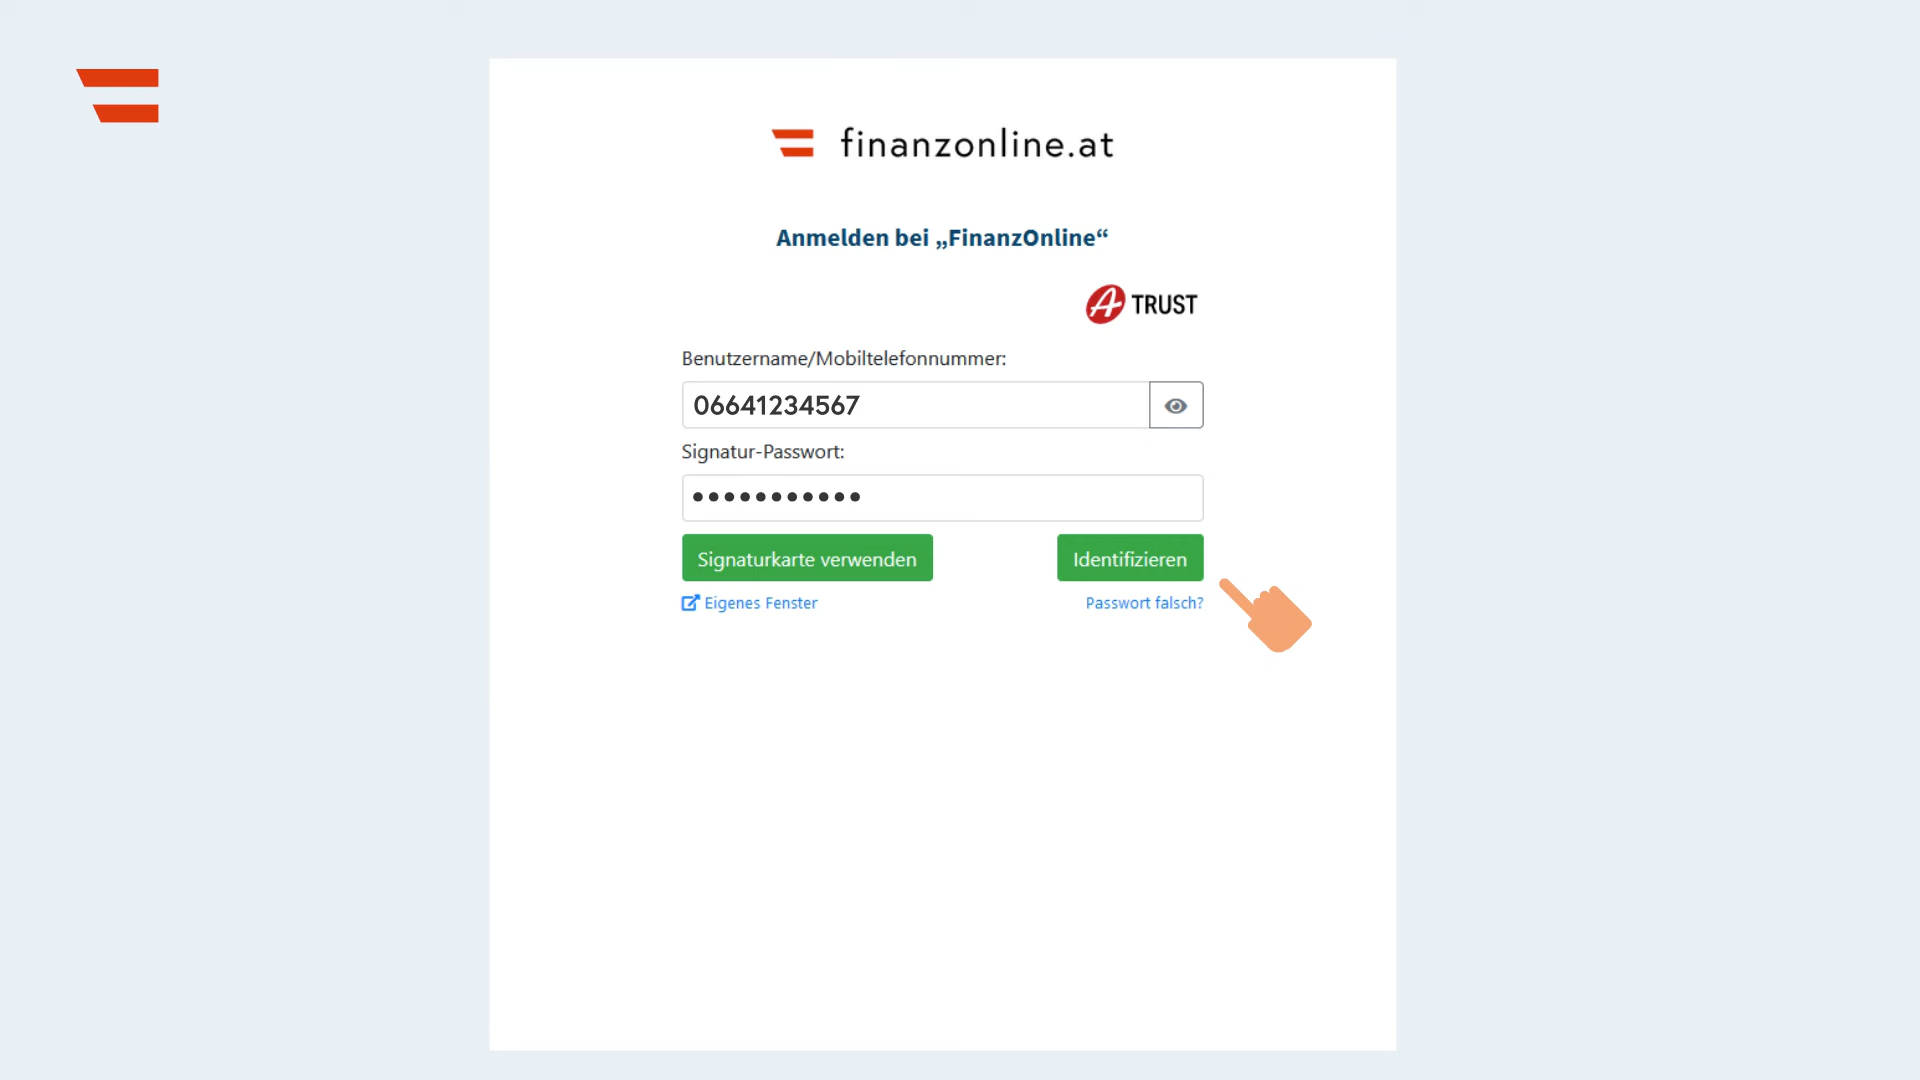 finanzonline.at
Anmelden bei „FinanzOnline“
A TRUST
Benutzername/Mobiltelefonnummer:
06641234567
Signatur-Passwort:
•••••••••••
Signaturkarte verwenden
Identifizieren
Eigenes Fenster
Passwort falsch?